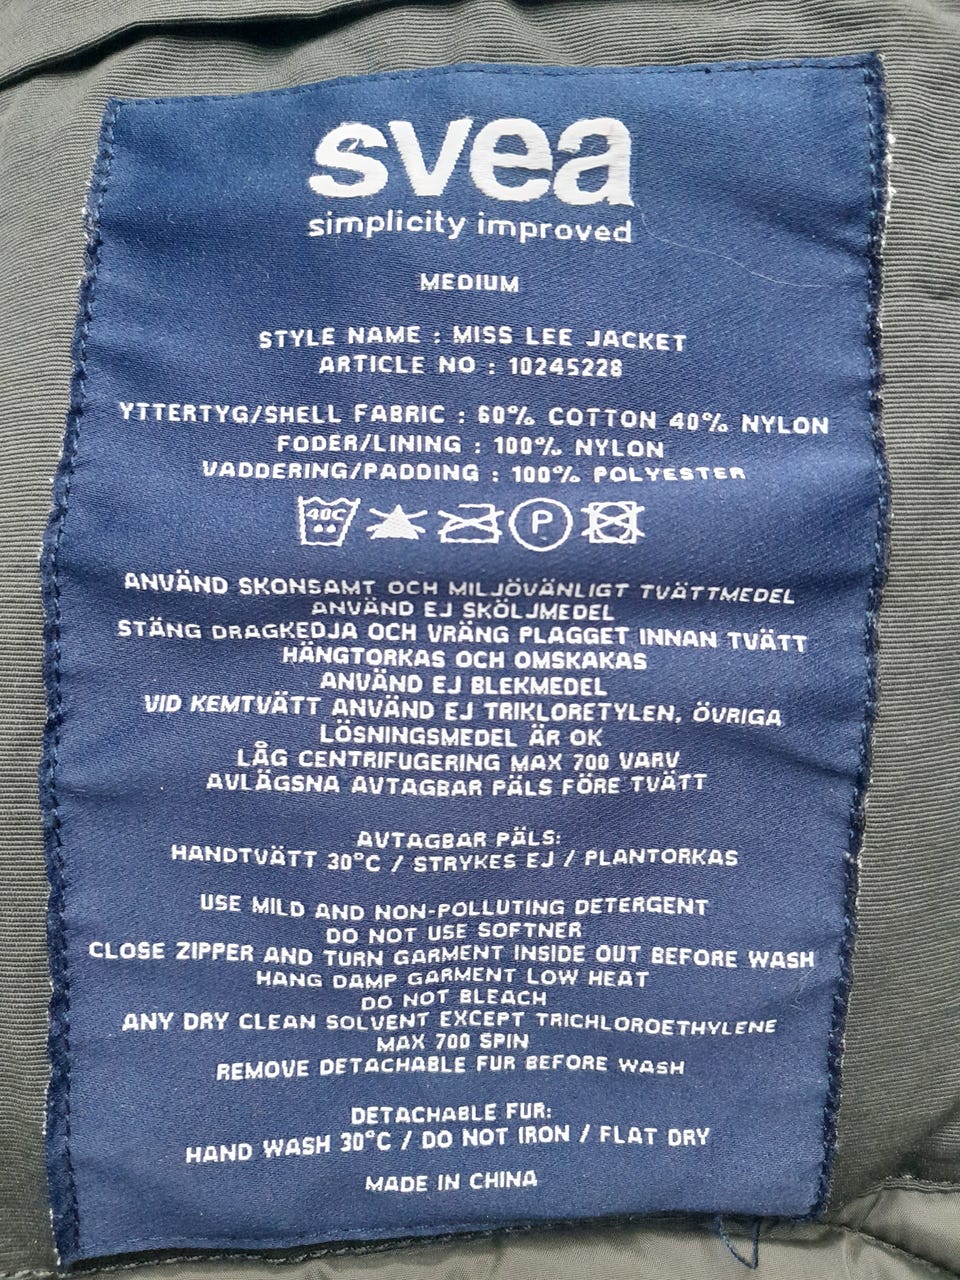 svea
simplicity improved
MEDIUM
STYLE NAME : MISS LEE JACKET
ARTICLE NO : 10245228
YTTERTYG/SHELL FABRIC : 60% COTTON 40% NYLON
FODER/LINING : 100% NYLON
VADDERING/PADDING : 100% POLYESTER
40C P
ANVÄND SKONSAMT OCH MILJÖVÄNLIGT TVÄTTMEDEL
ANVÄND EJ SKÖLJMEDEL
STÄNG DRAGKEDJA OCH VRÄNG PLAGGET INNAN TVÄTT
HÄNGTORKAS OCH OMSKAKAS
ANVÄND EJ BLEKMEDEL
VID KEMTVÄTT ANVÄND EJ TRIKLORETYLEN, ÖVRIGA
LÖSNINGSMEDEL ÄR OK
LÅG CENTRIFUGERING MAX 700 VARV
AVLÄGSNA AVTAGBAR PÄLS FÖRE TVÄTT
AVTAGBAR PÄLS:
HANDTVÄTT 30°C / STRYKES EJ / PLANTORKAS
USE MILD AND NON-POLLUTING DETERGENT
DO NOT USE SOFTNER
CLOSE ZIPPER AND TURN GARMENT INSIDE OUT BEFORE WASH
HANG DAMP GARMENT LOW HEAT
DO NOT BLEACH
ANY DRY CLEAN SOLVENT EXCEPT TRICHLOROETHYLENE
MAX 700 SPIN
REMOVE DETACHABLE FUR BEFORE WASH
DETACHABLE FUR:
HAND WASH 30°C / DO NOT IRON / FLAT DRY
MADE IN CHINA